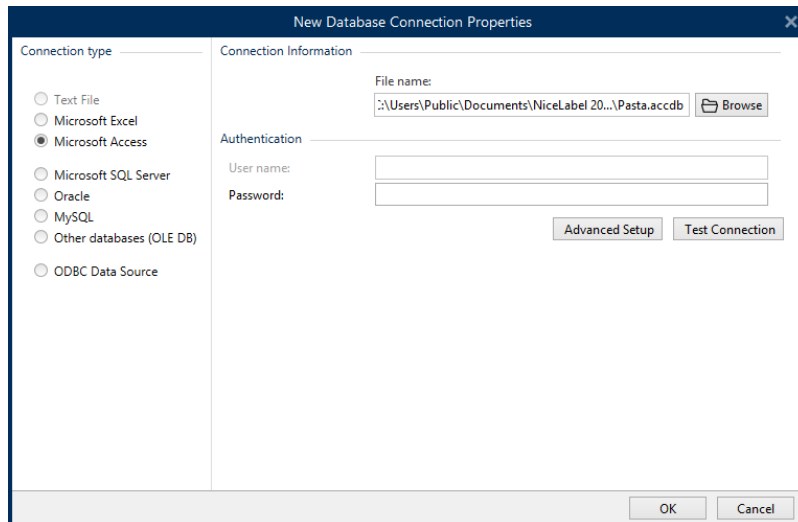 New Database Connection Properties
Connection type
Text File
Microsoft Excel
Microsoft Access
Microsoft SQL Server
Oracle
MySQL
Other databases (OLE DB)
ODBC Data Source
Connection Information
File name:
:\Users\Public\Documents\NiceLabel 20...\Pasta.accdb
Browse
Authentication
User name:
Password:
Advanced Setup
Test Connection
OK
Cancel